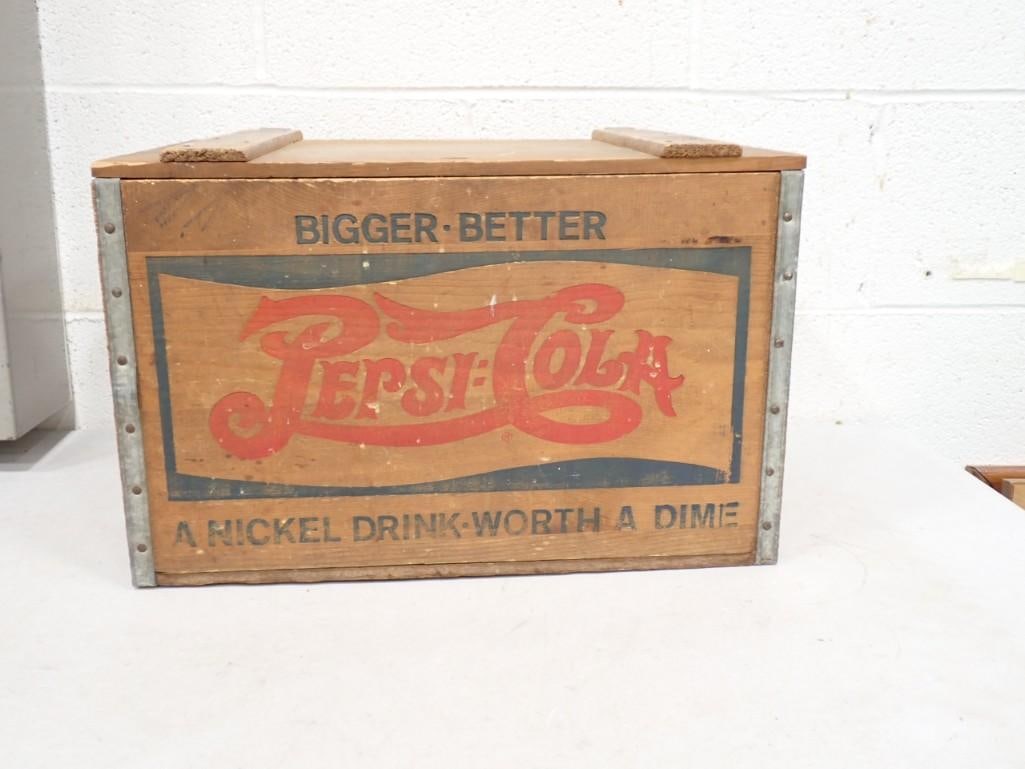 BIGGER·BETTER
PEPSI:COLA
®
A NICKEL DRINK·WORTH A DIME